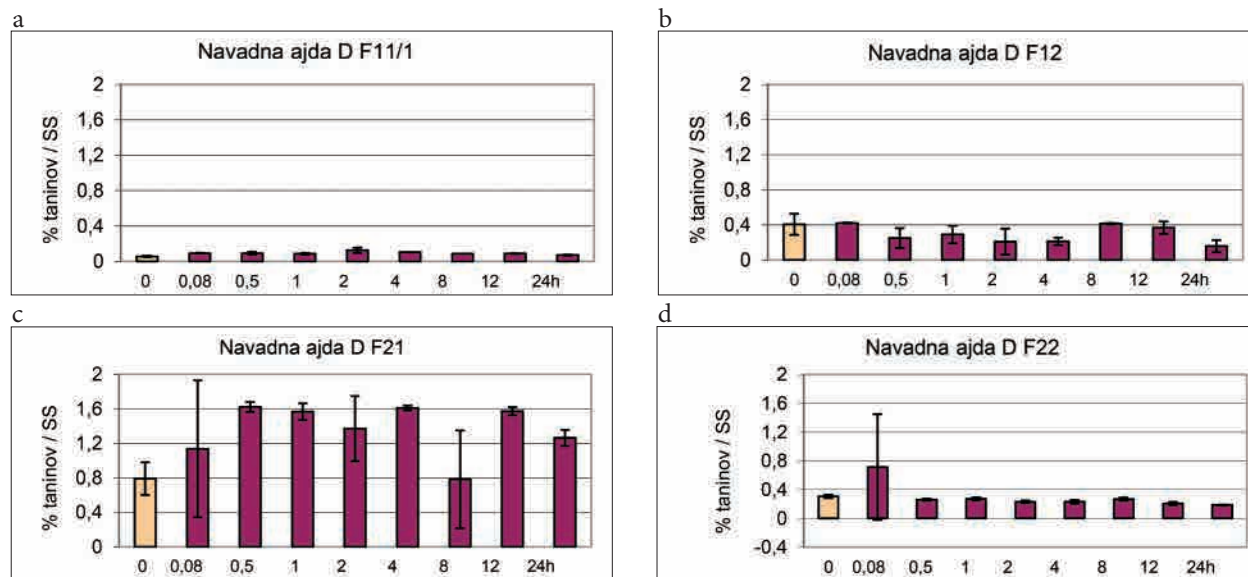 a
Navadna ajda D F11/1
% taninov / SS
2
1,6
1,2
0,8
0,4
0
0 0,08 0,5 1 2 4 8 12 24h
b
Navadna ajda D F12
% taninov / SS
2
1,6
1,2
0,8
0,4
0
0 0,08 0,5 1 2 4 8 12 24h
c
Navadna ajda D F21
% taninov / SS
2
1,6
1,2
0,8
0,4
0
0 0,08 0,5 1 2 4 8 12 24h
d
Navadna ajda D F22
% taninov / SS
2
1,6
1,2
0,8
0,4
0
-0,4
0 0,08 0,5 1 2 4 8 12 24h